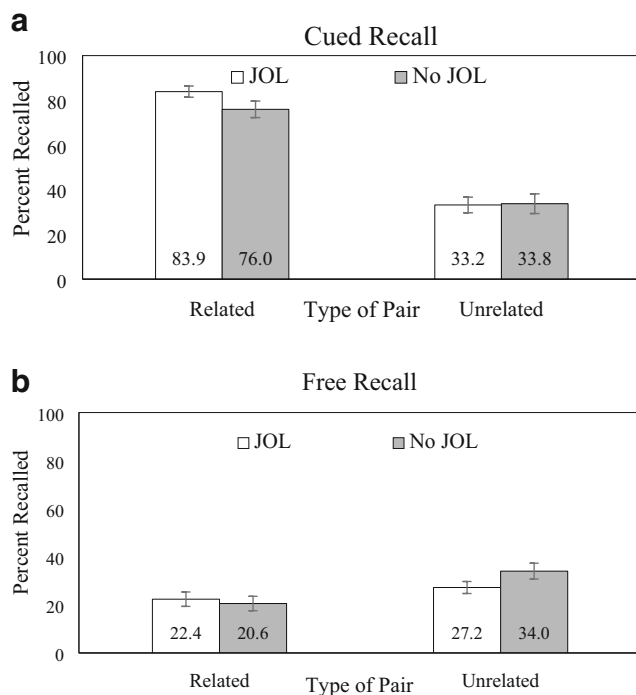 a
Cued Recall
JOL No JOL
Percent Recalled
100
80
60
40
20
0
83.9 76.0 33.2 33.8
Related Type of Pair Unrelated
b
Free Recall
JOL No JOL
Percent Recalled
100
80
60
40
20
0
22.4 20.6 27.2 34.0
Related Type of Pair Unrelated